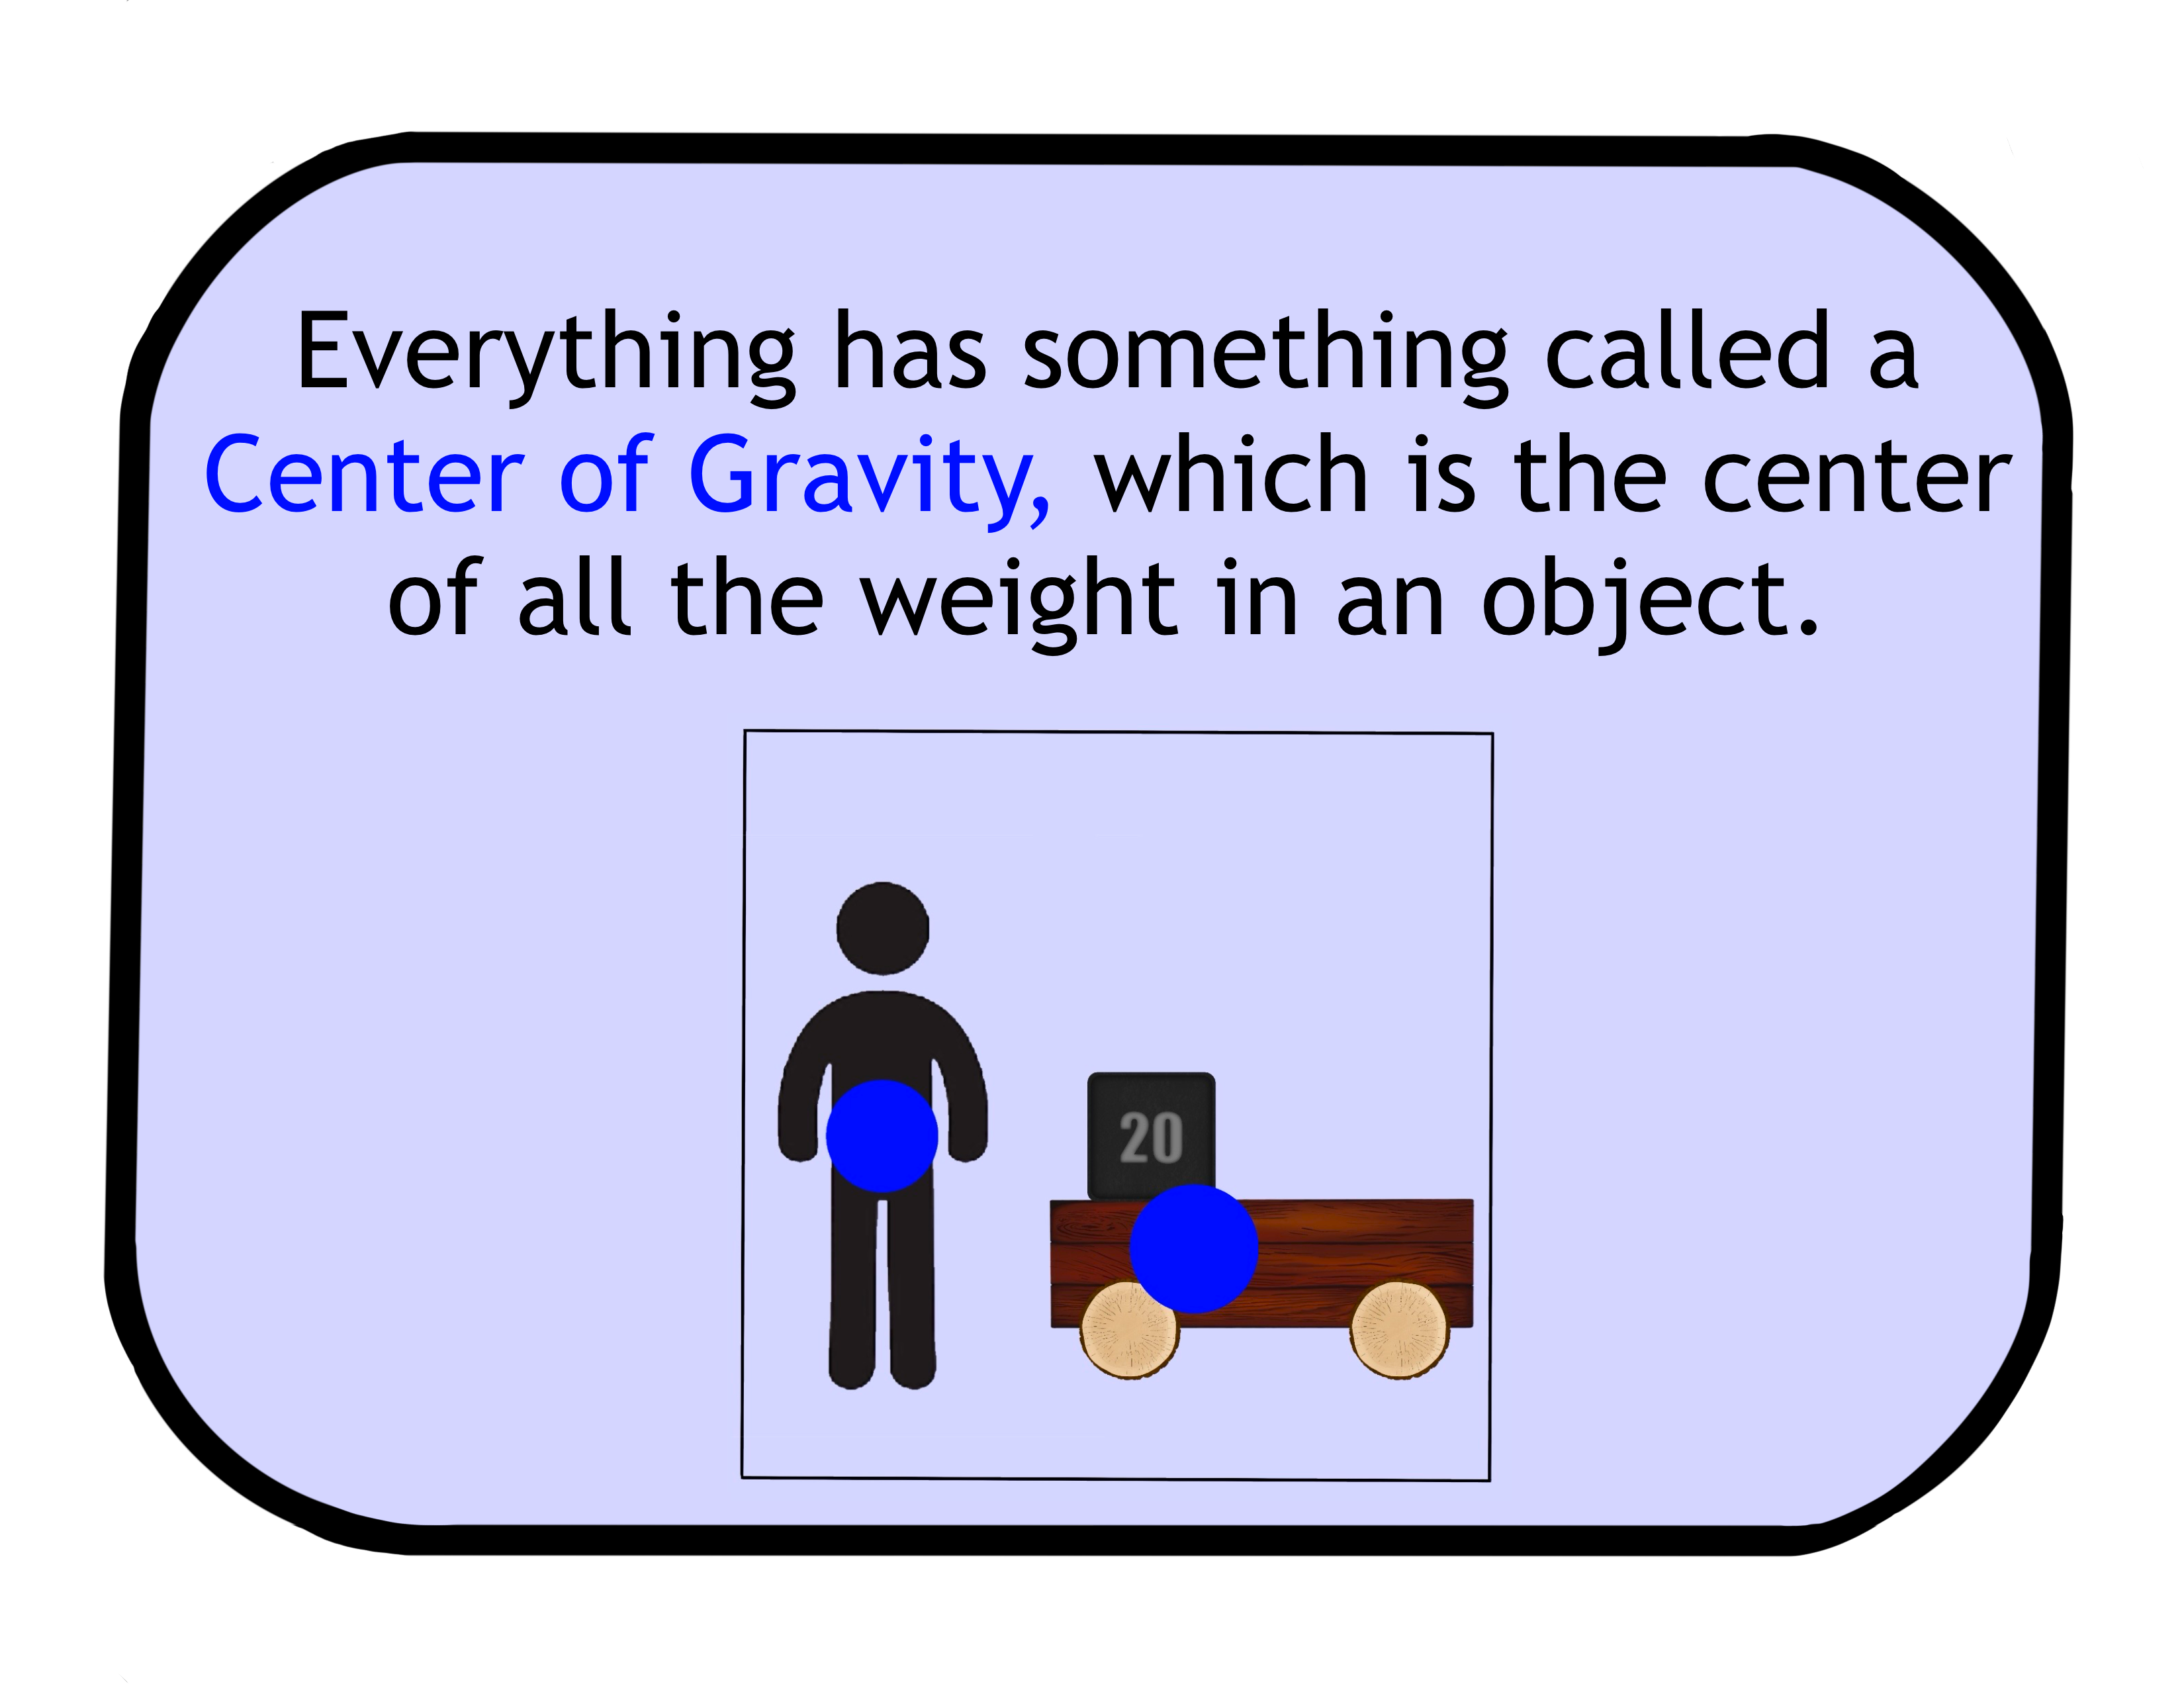 Everything has something called a
Center of Gravity, which is the center
of all the weight in an object.
20